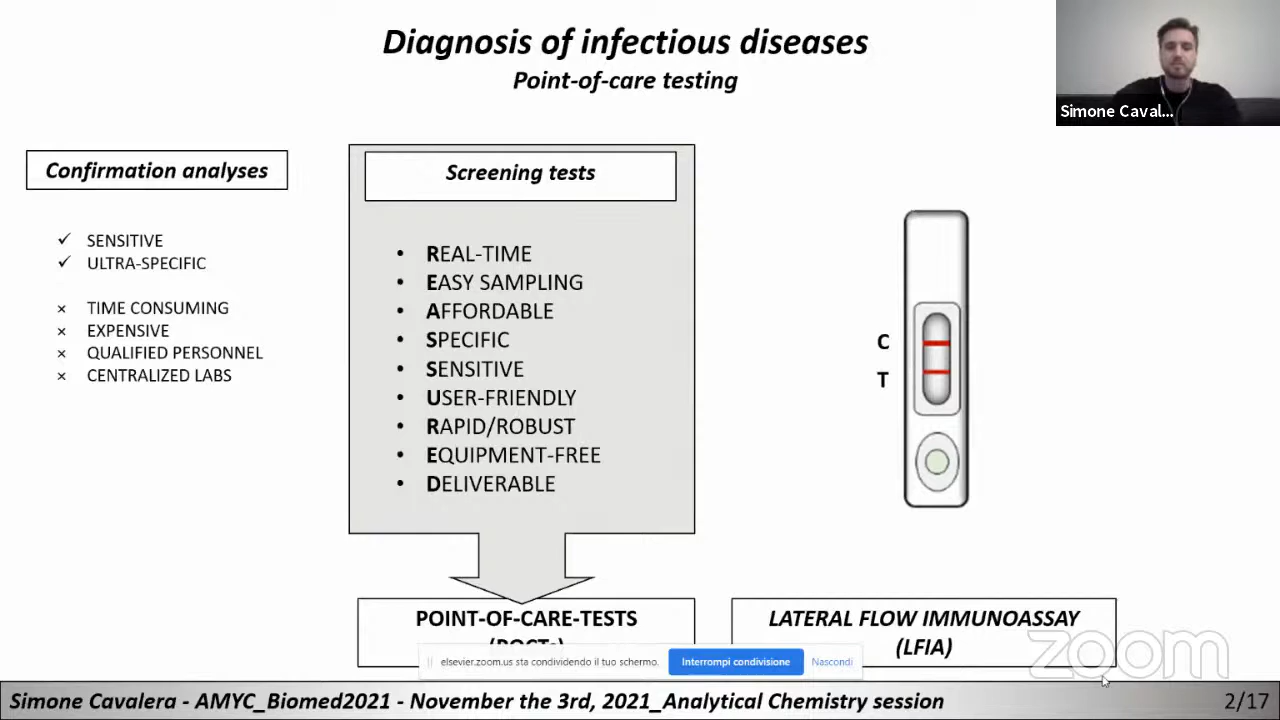 Diagnosis of infectious diseases
Point-of-care testing
Simone Caval...
Confirmation analyses
✓ SENSITIVE
✓ ULTRA-SPECIFIC
× TIME CONSUMING
× EXPENSIVE
× QUALIFIED PERSONNEL
× CENTRALIZED LABS
Screening tests
• REAL-TIME
• EASY SAMPLING
• AFFORDABLE
• SPECIFIC
• SENSITIVE
• USER-FRIENDLY
• RAPID/ROBUST
• EQUIPMENT-FREE
• DELIVERABLE
C
T
POINT-OF-CARE-TESTS
LATERAL FLOW IMMUNOASSAY
(LFIA)
elsevier.zoom.us sta condividendo il tuo schermo.
Interrompi condivisione
Nascondi
zoom
Simone Cavalera - AMYC_Biomed2021 - November the 3rd, 2021_Analytical Chemistry session
2/17